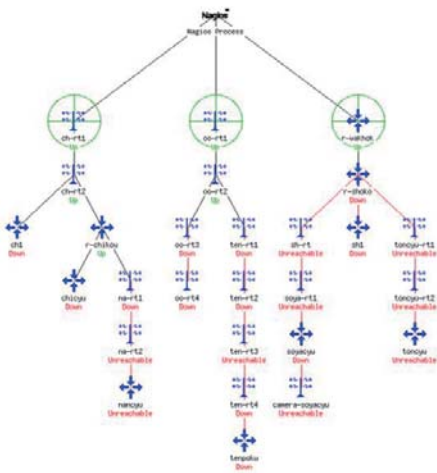 Nagios
Nagios Process
ch-rt1
Up
oo-rt1
Up
r-wakhok
Up
ch-rt2
Up
oo-rt2
Up
r-shoko
Down
ch1
Down
r-chikou
Up
oo-rt3
Down
ten-rt1
Down
sh-rt
Unreachable
sh1
Down
tonoyu-rt1
Unreachable
chicyu
Down
na-rt1
Down
oo-rt4
Down
ten-rt2
Down
soya-rt1
Unreachable
tonoyu-rt2
Unreachable
na-rt2
Unreachable
ten-rt3
Unreachable
soyacyu
Down
tonoyu
Unreachable
nancyu
Unreachable
ten-rt4
Down
camera-soyacyu
Unreachable
tenpoku
Down